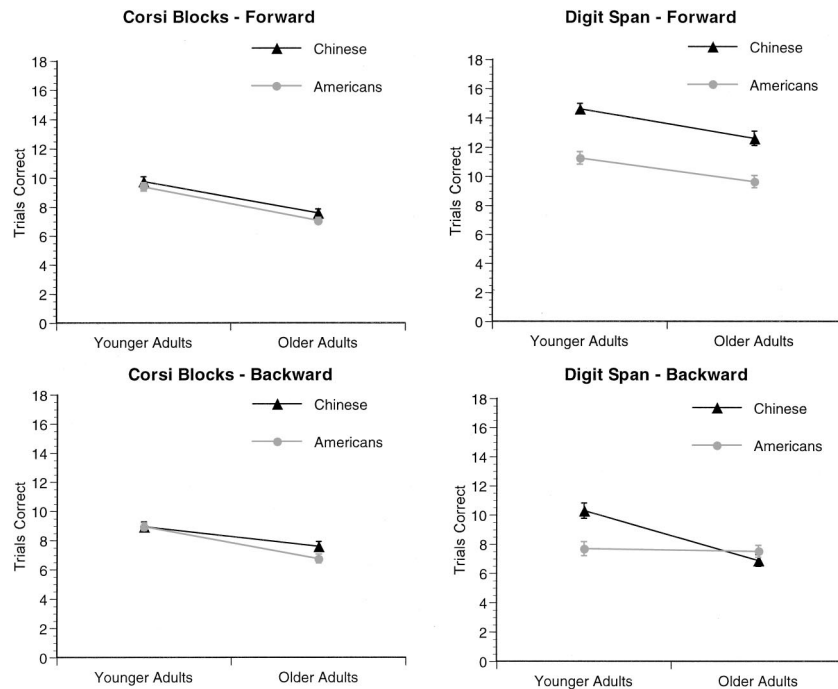 Corsi Blocks - Forward
Chinese
Americans
18
16
14
12
10
8
6
4
2
0
Trials Correct
Younger Adults
Older Adults
Digit Span - Forward
Chinese
Americans
18
16
14
12
10
8
6
4
2
0
Trials Correct
Younger Adults
Older Adults
Corsi Blocks - Backward
Chinese
Americans
18
16
14
12
10
8
6
4
2
0
Trials Correct
Younger Adults
Older Adults
Digit Span - Backward
Chinese
Americans
18
16
14
12
10
8
6
4
2
0
Trials Correct
Younger Adults
Older Adults